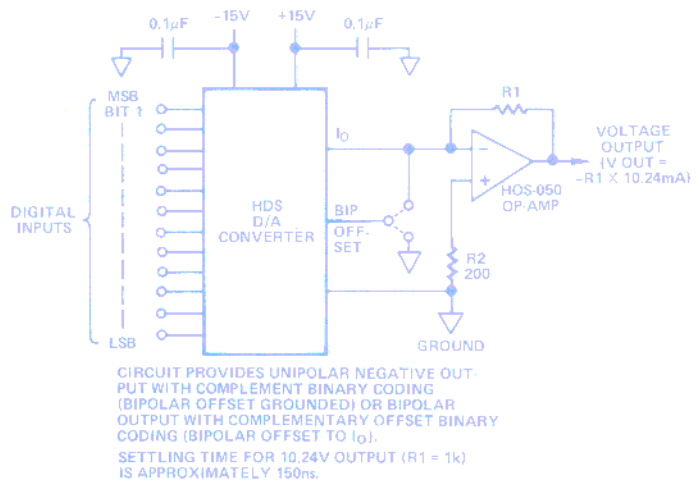 0.1µF
-15V
+15V
0.1µF
MSB
BIT 1
DIGITAL
INPUTS
LSB
HDS
D/A
CONVERTER
IO
BIP
OFF-
SET
R1
-
+
HOS-050
OP-AMP
VOLTAGE
OUTPUT
(V OUT =
-R1 X 10.24mA)
R2
200
GROUND
CIRCUIT PROVIDES UNIPOLAR NEGATIVE OUT-
PUT WITH COMPLEMENT BINARY CODING
(BIPOLAR OFFSET GROUNDED) OR BIPOLAR
OUTPUT WITH COMPLEMENTARY OFFSET BINARY
CODING (BIPOLAR OFFSET TO IO).
SETTLING TIME FOR 10,24V OUTPUT (R1 = 1k)
IS APPROXIMATELY 150ns.